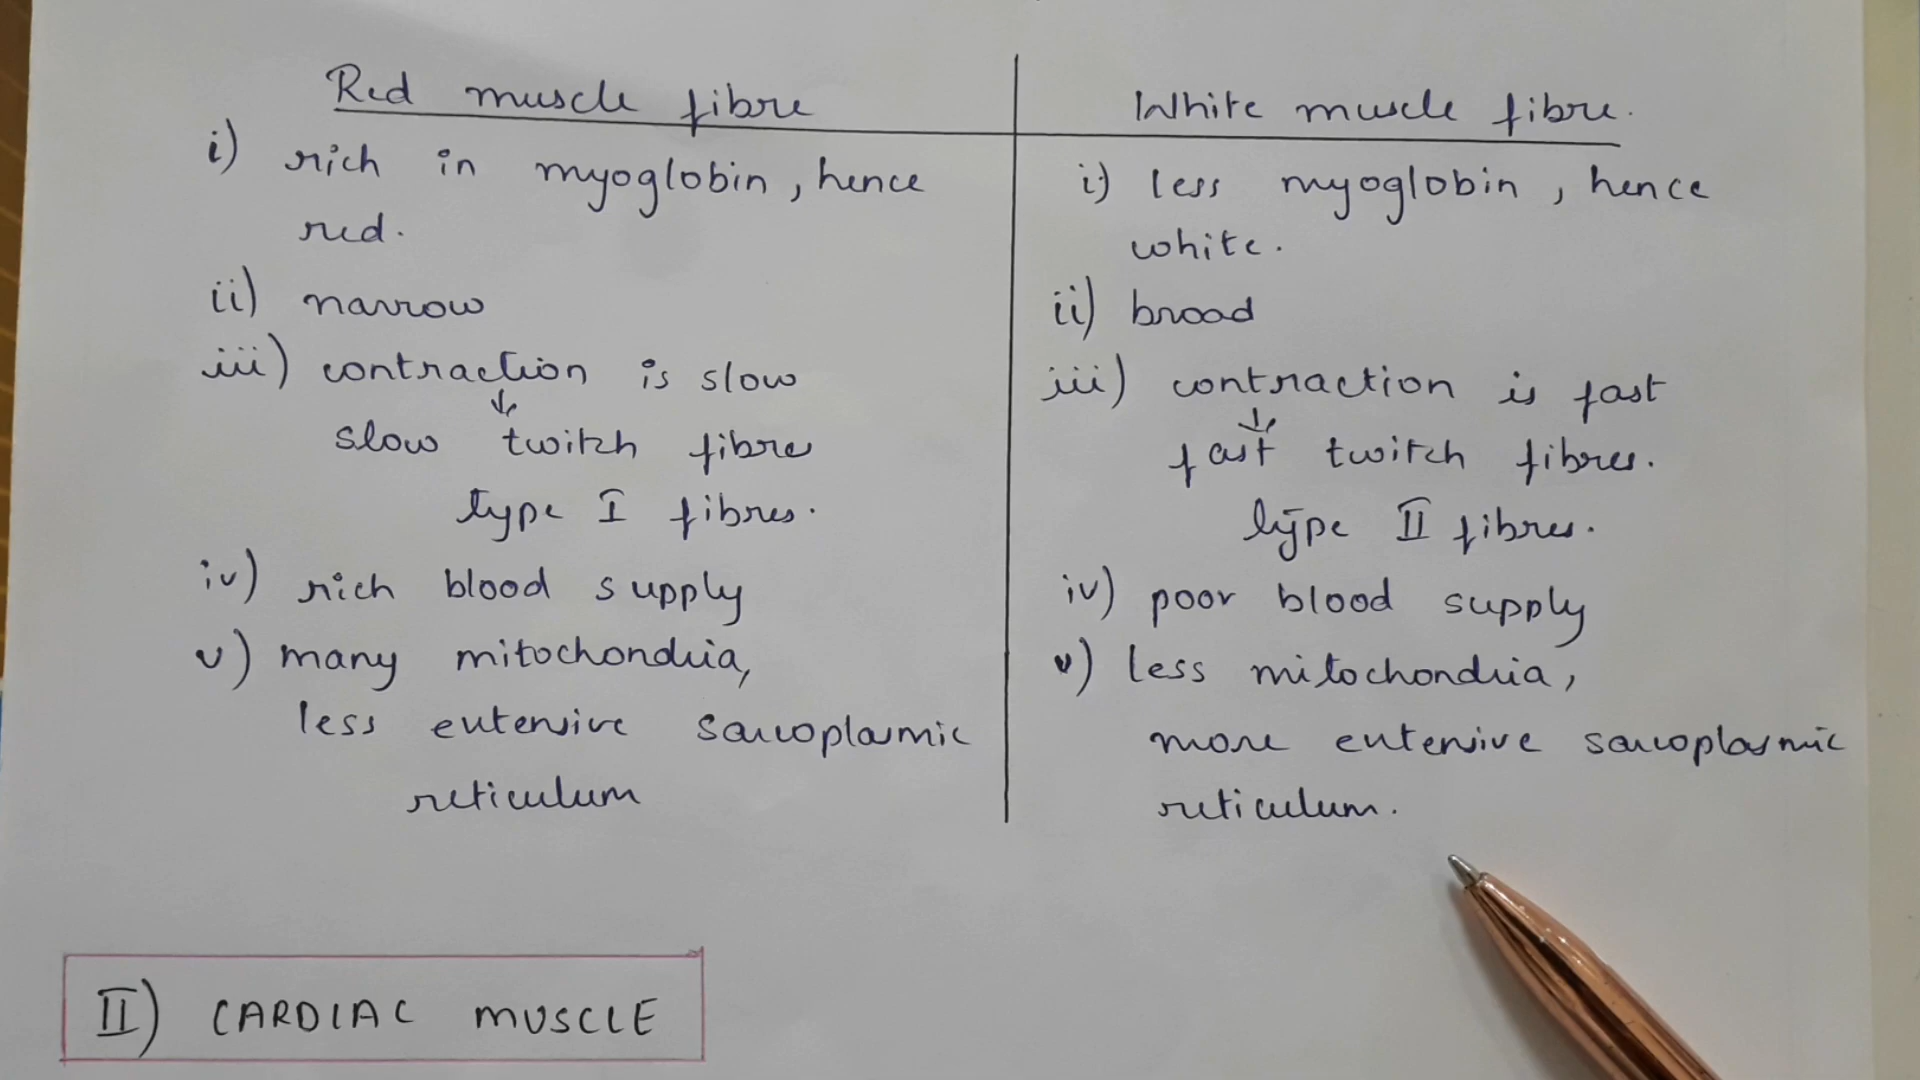 Red muscle fibre
i) rich in myoglobin, hence
red.
ii) narrow
iii) contraction is slow
slow twitch fibre
type I fibres.
iv) rich blood supply
v) many mitochondria,
less extensive sarcoplasmic
reticulum
White muscle fibre.
i) less myoglobin, hence
white.
ii) broad
iii) contraction is fast
fast twitch fibres.
type II fibres.
iv) poor blood supply
v) less mitochondria,
more extensive sarcoplasmic
reticulum.
II) CARDIAC MUSCLE